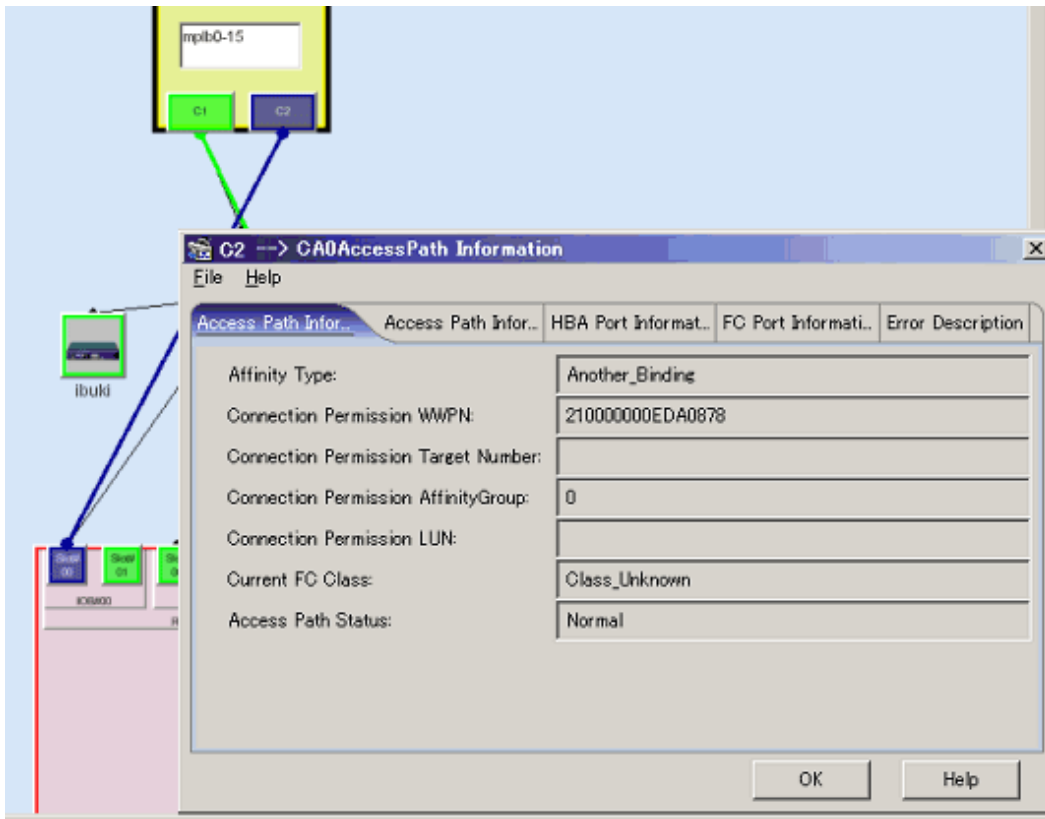 mplb0-15
C1
C2
C2 --> CA0AccessPath Information
File Help
Access Path Infor...
Access Path Infor...
HBA Port Informat...
FC Port Informati...
Error Description
ibuki
Affinity Type:
Another_Binding
Connection Permission WWPN:
210000000EDA0878
Connection Permission Target Number:
Connection Permission AffinityGroup:
0
Connection Permission LUN:
Current FC Class:
Class_Unknown
Access Path Status:
Normal
00
01
OK
Help